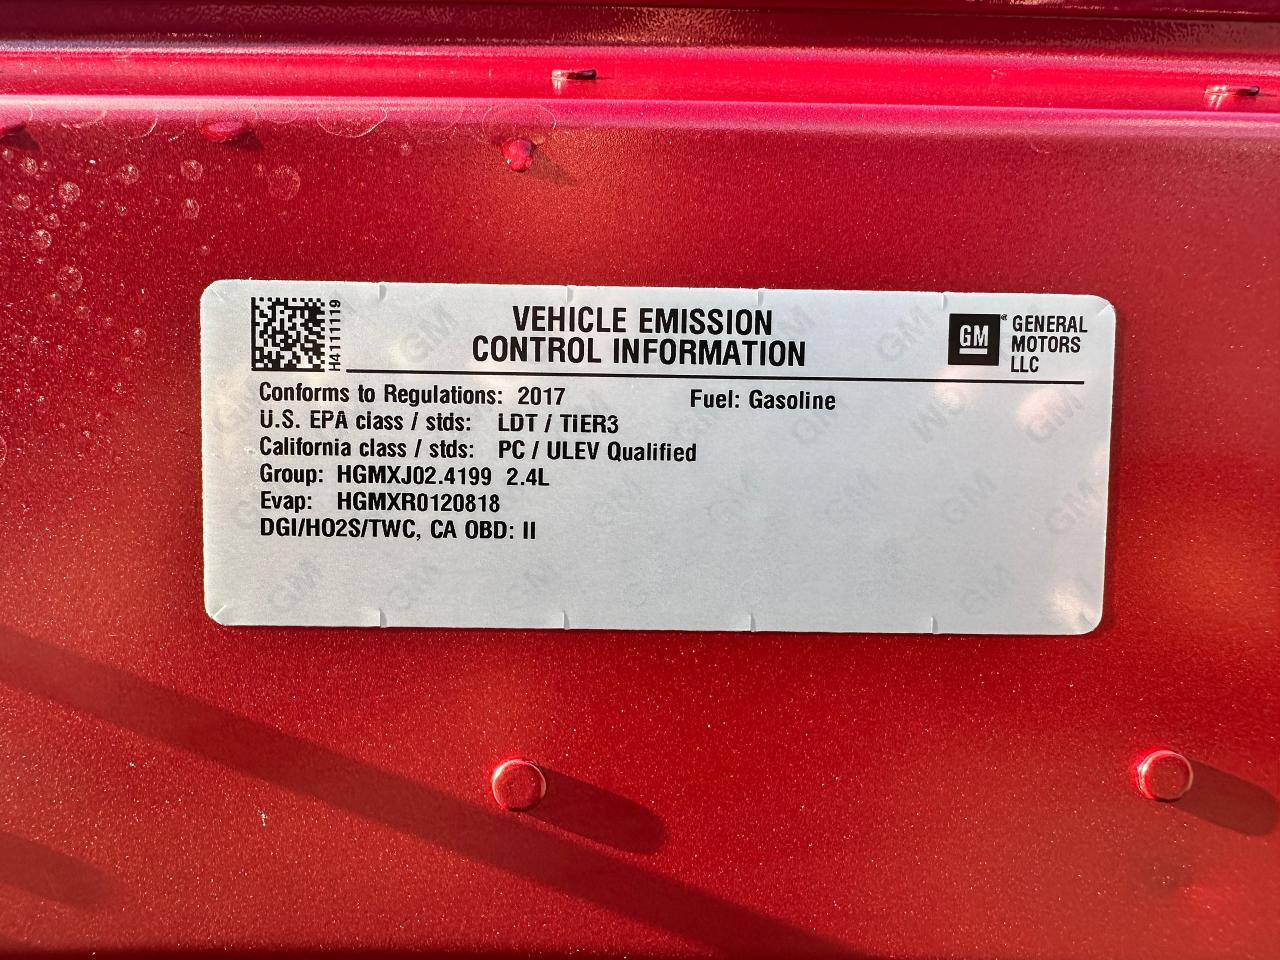 H4111119
VEHICLE EMISSION
CONTROL INFORMATION
GM
GENERAL
MOTORS
LLC
Conforms to Regulations: 2017 Fuel: Gasoline
U.S. EPA class / stds: LDT / TiER3
California class / stds: PC / ULEV Qualified
Group: HGMXJ02.4199 2.4L
Evap: HGMXR0120818
DGI/HO2S/TWC, CA OBD: II